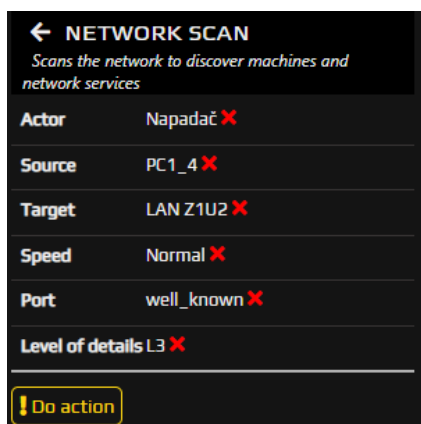 NETWORK SCAN
Scans the network to discover machines and
network services
Actor Napadač
Source PC1_4
Target LAN Z1U2
Speed Normal
Port well_known
Level of details L3
! Do action